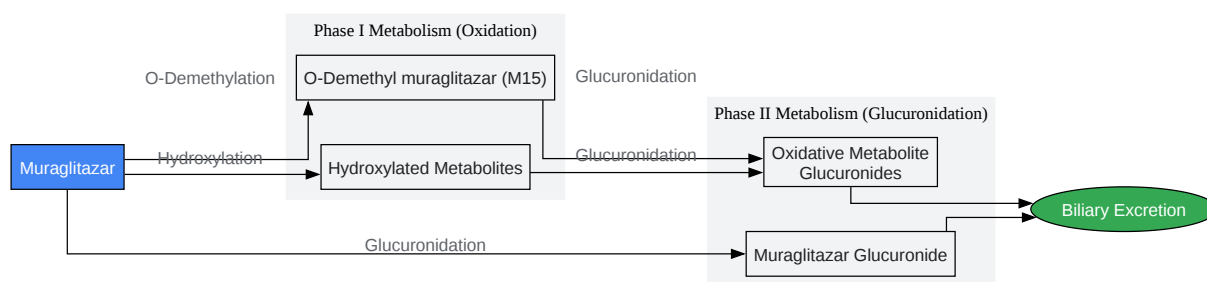 Phase I Metabolism (Oxidation)
O-Demethylation
O-Demethyl muraglitazar (M15)
Glucuronidation
Phase II Metabolism (Glucuronidation)
Muraglitazar
Hydroxylation
Hydroxylated Metabolites
Glucuronidation
Oxidative Metabolite
Glucuronides
Biliary Excretion
Glucuronidation
Muraglitazar Glucuronide